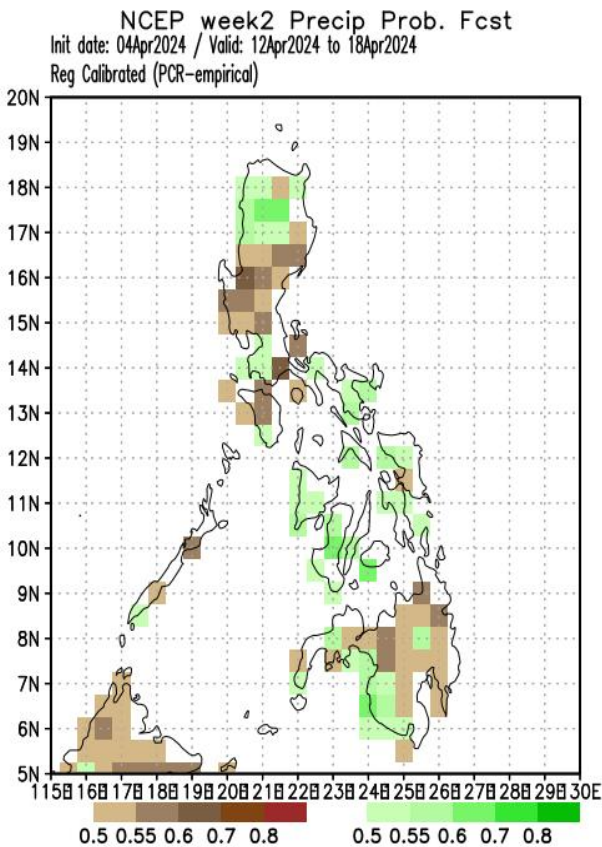 NCEP week2 Precip Prob. Fcst
Init date: 04Apr2024 / Valid: 12Apr2024 to 18Apr2024
Reg Calibrated (PCR-empirical)
20N
19N
18N
17N
16N
15N
14N
13N
12N
11N
10N
9N
8N
7N
6N
5N
115E 116E 117E 118E 119E 120E 121E 122E 123E 124E 125E 126E 127E 128E 129E 130E
0.5 0.55 0.6 0.7 0.8 0.5 0.55 0.6 0.7 0.8